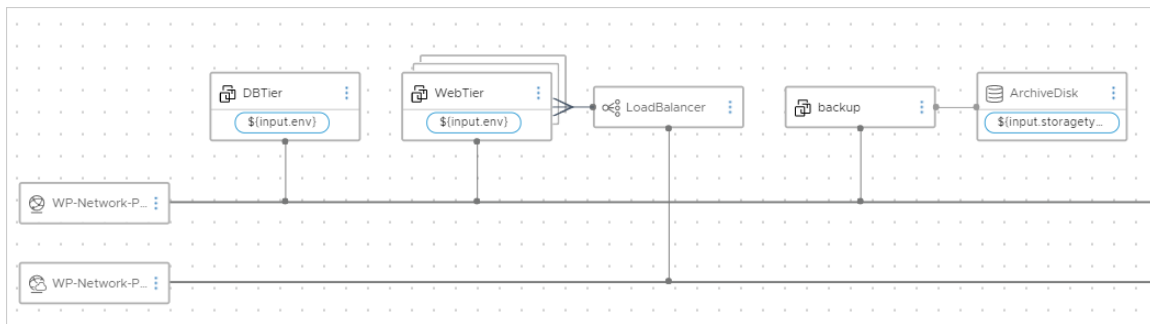 DBTier
${input.env}
WebTier
${input.env}
LoadBalancer
backup
ArchiveDisk
${input.storagety...
WP-Network-P...
WP-Network-P...